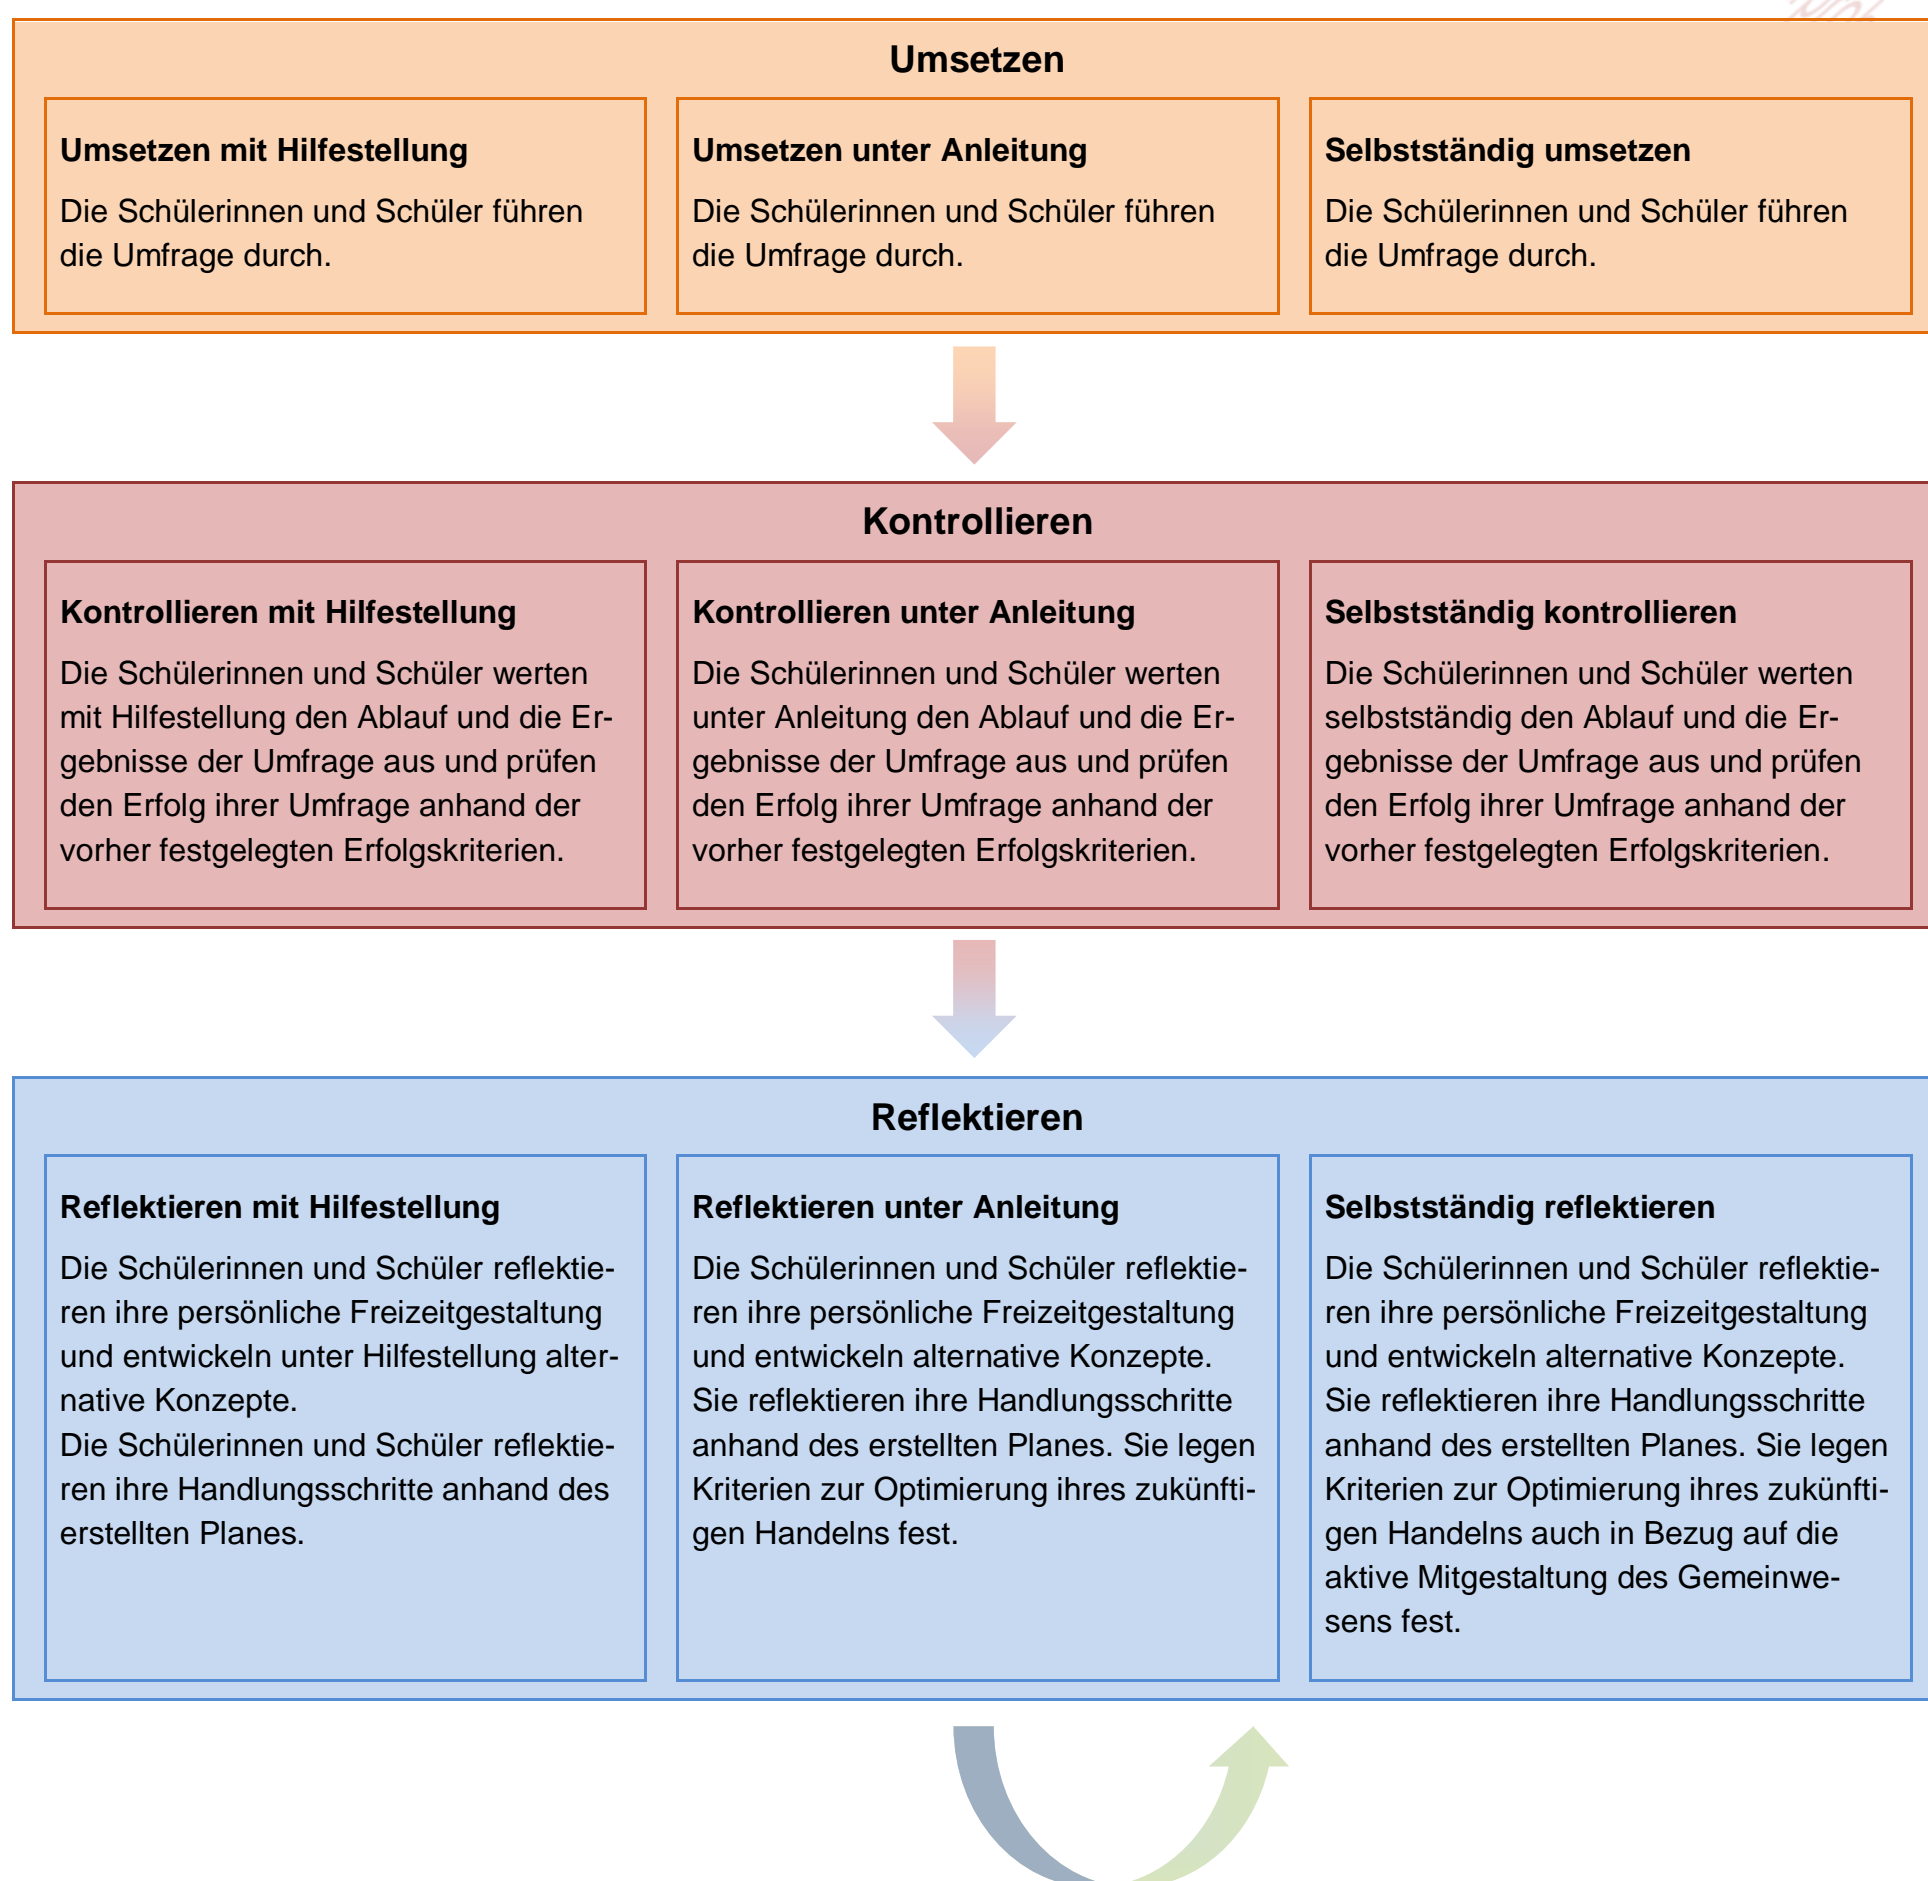 Umsetzen
Umsetzen mit Hilfestellung
Die Schülerinnen und Schüler führen
die Umfrage durch.
Umsetzen unter Anleitung
Die Schülerinnen und Schüler führen
die Umfrage durch.
Selbstständig umsetzen
Die Schülerinnen und Schüler führen
die Umfrage durch.
Kontrollieren
Kontrollieren mit Hilfestellung
Die Schülerinnen und Schüler werten
mit Hilfestellung den Ablauf und die Er-
gebnisse der Umfrage aus und prüfen
den Erfolg ihrer Umfrage anhand der
vorher festgelegten Erfolgskriterien.
Kontrollieren unter Anleitung
Die Schülerinnen und Schüler werten
unter Anleitung den Ablauf und die Er-
gebnisse der Umfrage aus und prüfen
den Erfolg ihrer Umfrage anhand der
vorher festgelegten Erfolgskriterien.
Selbstständig kontrollieren
Die Schülerinnen und Schüler werten
selbstständig den Ablauf und die Er-
gebnisse der Umfrage aus und prüfen
den Erfolg ihrer Umfrage anhand der
vorher festgelegten Erfolgskriterien.
Reflektieren
Reflektieren mit Hilfestellung
Die Schülerinnen und Schüler reflektie-
ren ihre persönliche Freizeitgestaltung
und entwickeln unter Hilfestellung alter-
native Konzepte.
Die Schülerinnen und Schüler reflektie-
ren ihre Handlungsschritte anhand des
erstellten Planes.
Reflektieren unter Anleitung
Die Schülerinnen und Schüler reflektie-
ren ihre persönliche Freizeitgestaltung
und entwickeln alternative Konzepte.
Sie reflektieren ihre Handlungsschritte
anhand des erstellten Planes. Sie legen
Kriterien zur Optimierung ihres zukünfti-
gen Handelns fest.
Selbstständig reflektieren
Die Schülerinnen und Schüler reflektie-
ren ihre persönliche Freizeitgestaltung
und entwickeln alternative Konzepte.
Sie reflektieren ihre Handlungsschritte
anhand des erstellten Planes. Sie legen
Kriterien zur Optimierung ihres zukünfti-
gen Handelns auch in Bezug auf die
aktive Mitgestaltung des Gemeinwe-
sens fest.